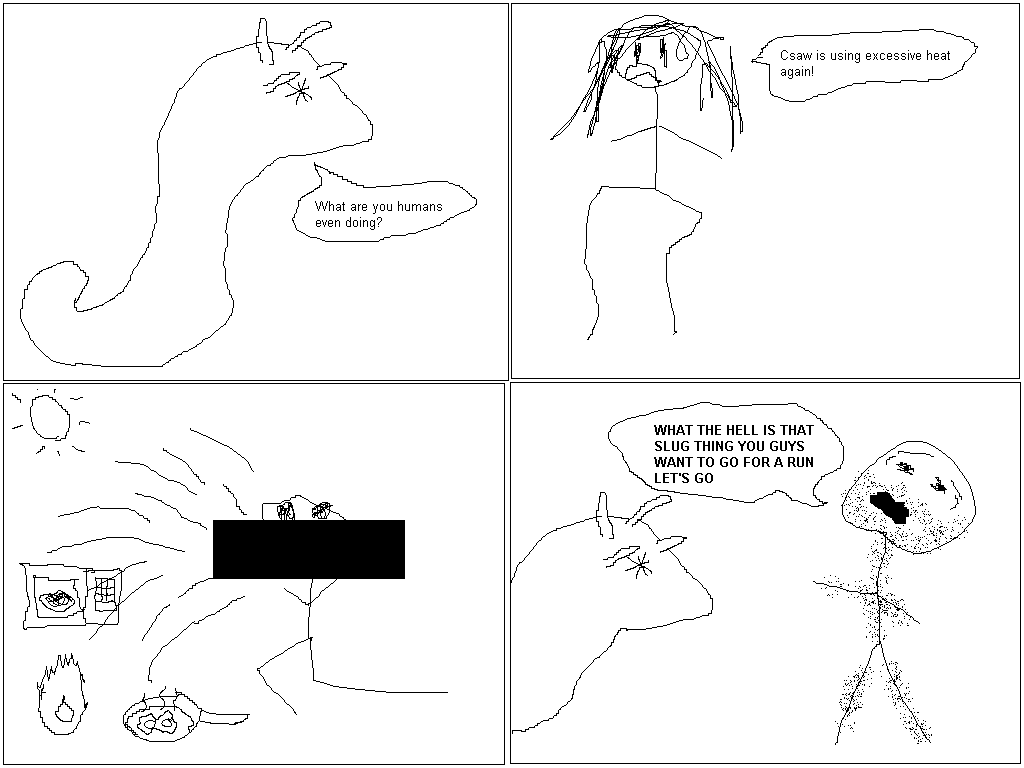 What are you humans
even doing?
Csaw is using excessive heat
again!
WHAT THE HELL IS THAT
SLUG THING YOU GUYS
WANT TO GO FOR A RUN
LET'S GO